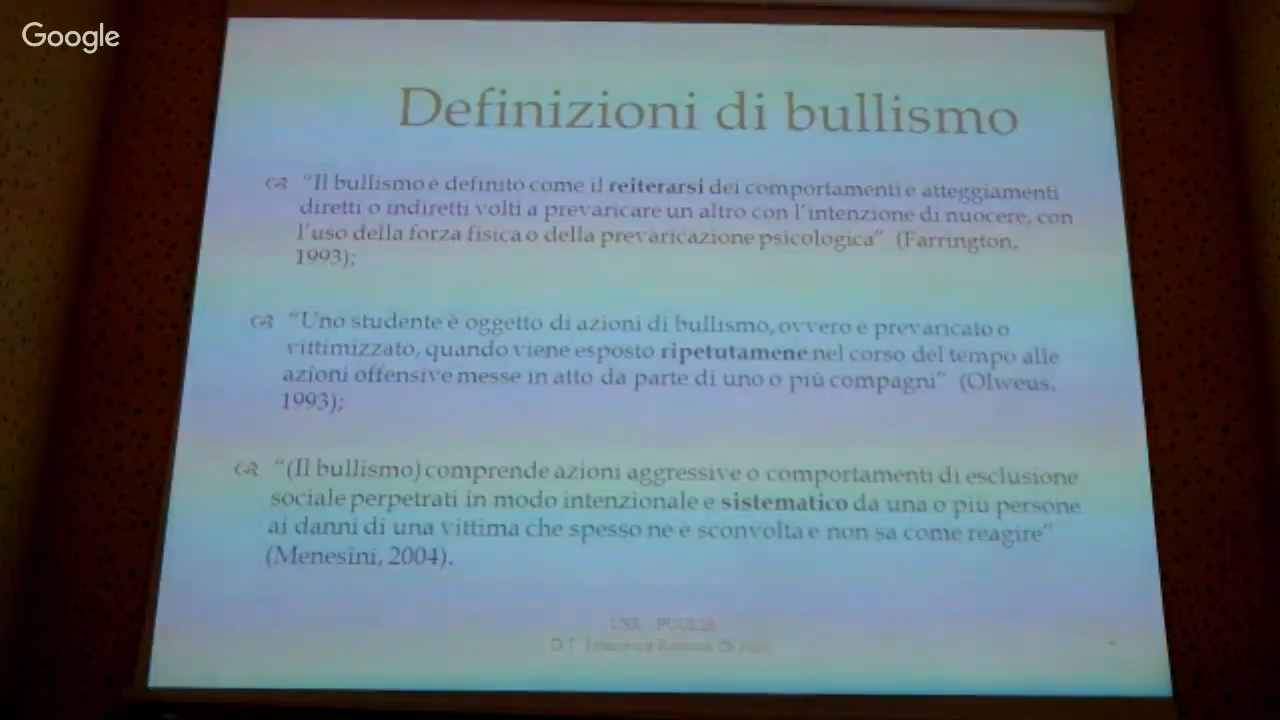 Google
Definizioni di bullismo
"Il bullismo è definito come il reiterarsi dei comportamenti e atteggiamenti
diretti o indiretti volti a prevaricare un altro con l'intenzione di nuocere, con
l'uso della forza fisica o della prevaricazione psicologica" (Farrington,
1993);
"Uno studente è oggetto di azioni di bullismo, ovvero è prevaricato o
vittimizzato, quando viene esposto ripetutamene nel corso del tempo alle
azioni offensive messe in atto da parte di uno o più compagni" (Olweus,
1993);
"(Il bullismo) comprende azioni aggressive o comportamenti di esclusione
sociale perpetrati in modo intenzionale e sistematico da una o più persone
ai danni di una vittima che spesso ne è sconvolta e non sa come reagire"
(Menesini, 2004).
PUGLIA